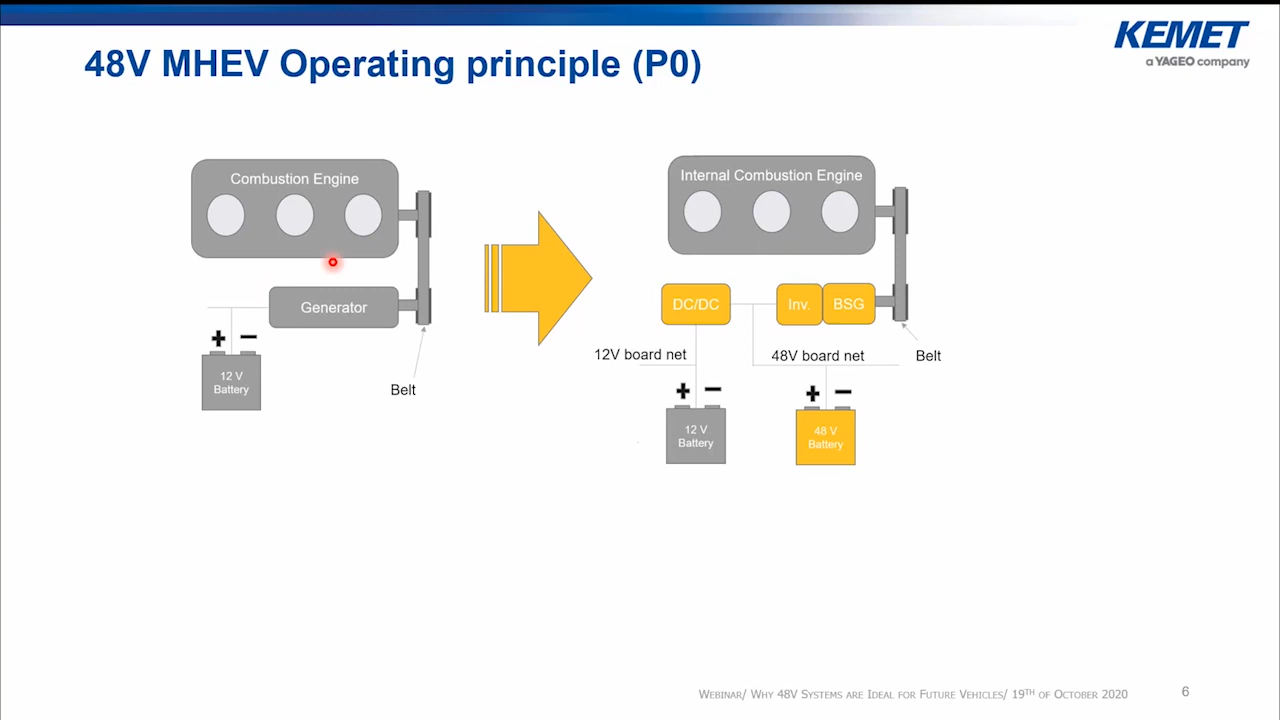 KEMET
a YAGEO company
48V MHEV Operating principle (P0)
Combustion Engine
Generator
+ −
12 V
Battery
Belt
Internal Combustion Engine
DC/DC
Inv.
BSG
12V board net
48V board net
Belt
+ −
12 V
Battery
+ −
48 V
Battery
Webinar/ Why 48V Systems are Ideal for Future Vehicles/ 19TH of October 2020
6